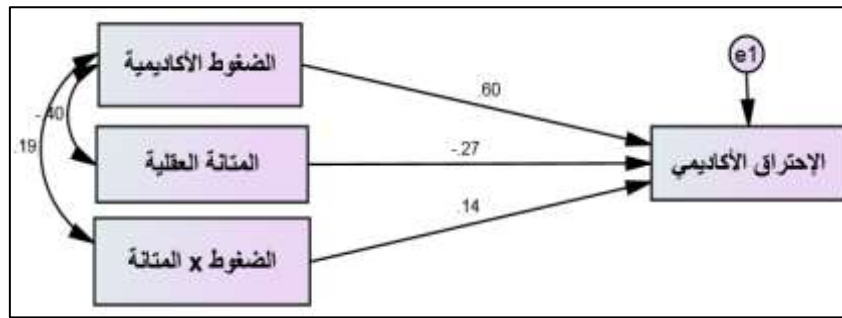 الضغوط الأكاديمية
e1
.60
-.40
.19
المتانة العقلية
-.27
الإحتراق الأكاديمي
.14
الضغوط x المتانة